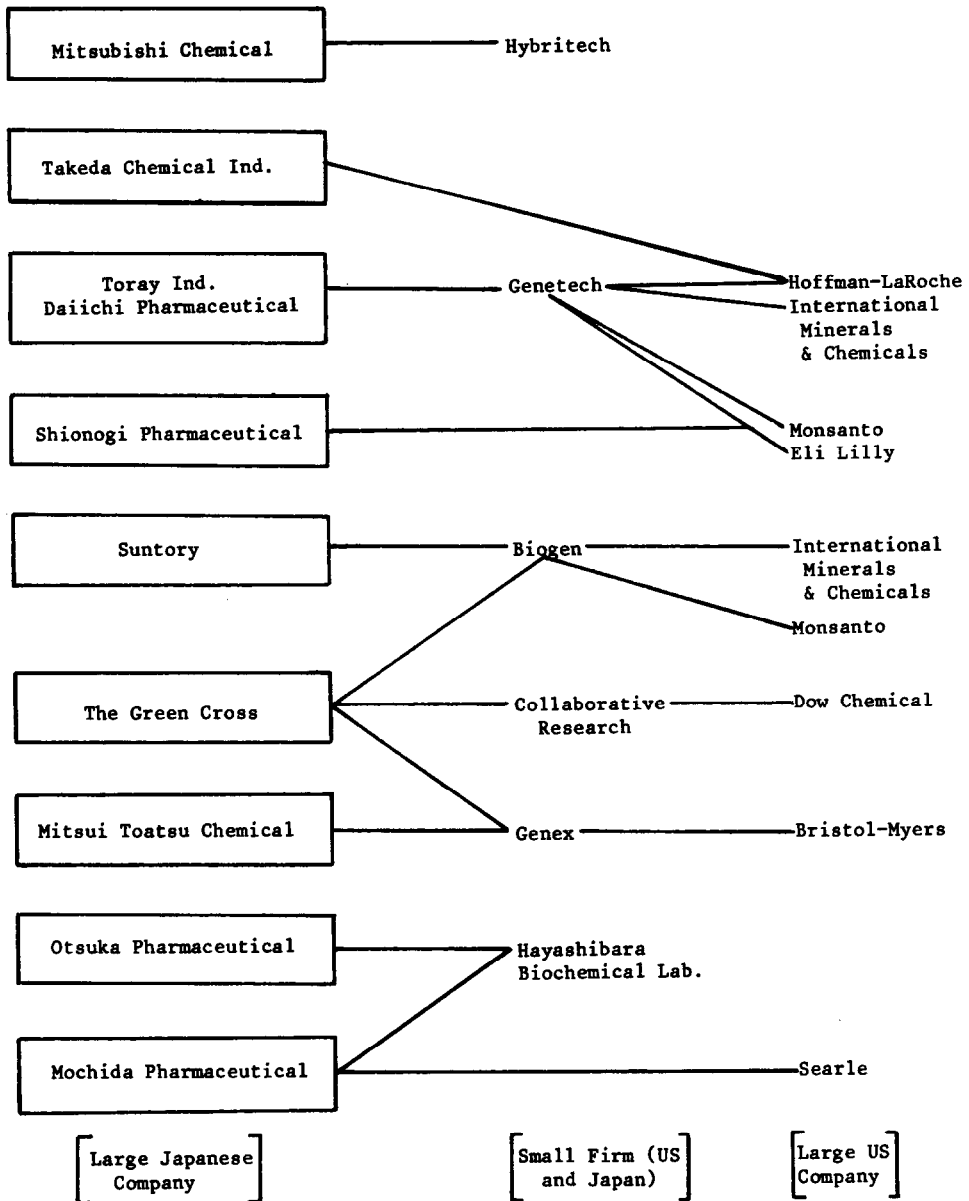 Mitsubishi Chemical
Hybritech
Takeda Chemical Ind.
Toray Ind.
Daiichi Pharmaceutical
Genetech
Hoffman-LaRoche
International
Minerals
& Chemicals
Shionogi Pharmaceutical
Monsanto
Eli Lilly
Suntory
Biogen
International
Minerals
& Chemicals
Monsanto
The Green Cross
Collaborative
Research
Dow Chemical
Mitsui Toatsu Chemical
Genex
Bristol-Myers
Otsuka Pharmaceutical
Hayashibara
Biochemical Lab.
Mochida Pharmaceutical
Searle
Large Japanese
Company
Small Firm (US
and Japan)
Large US
Company